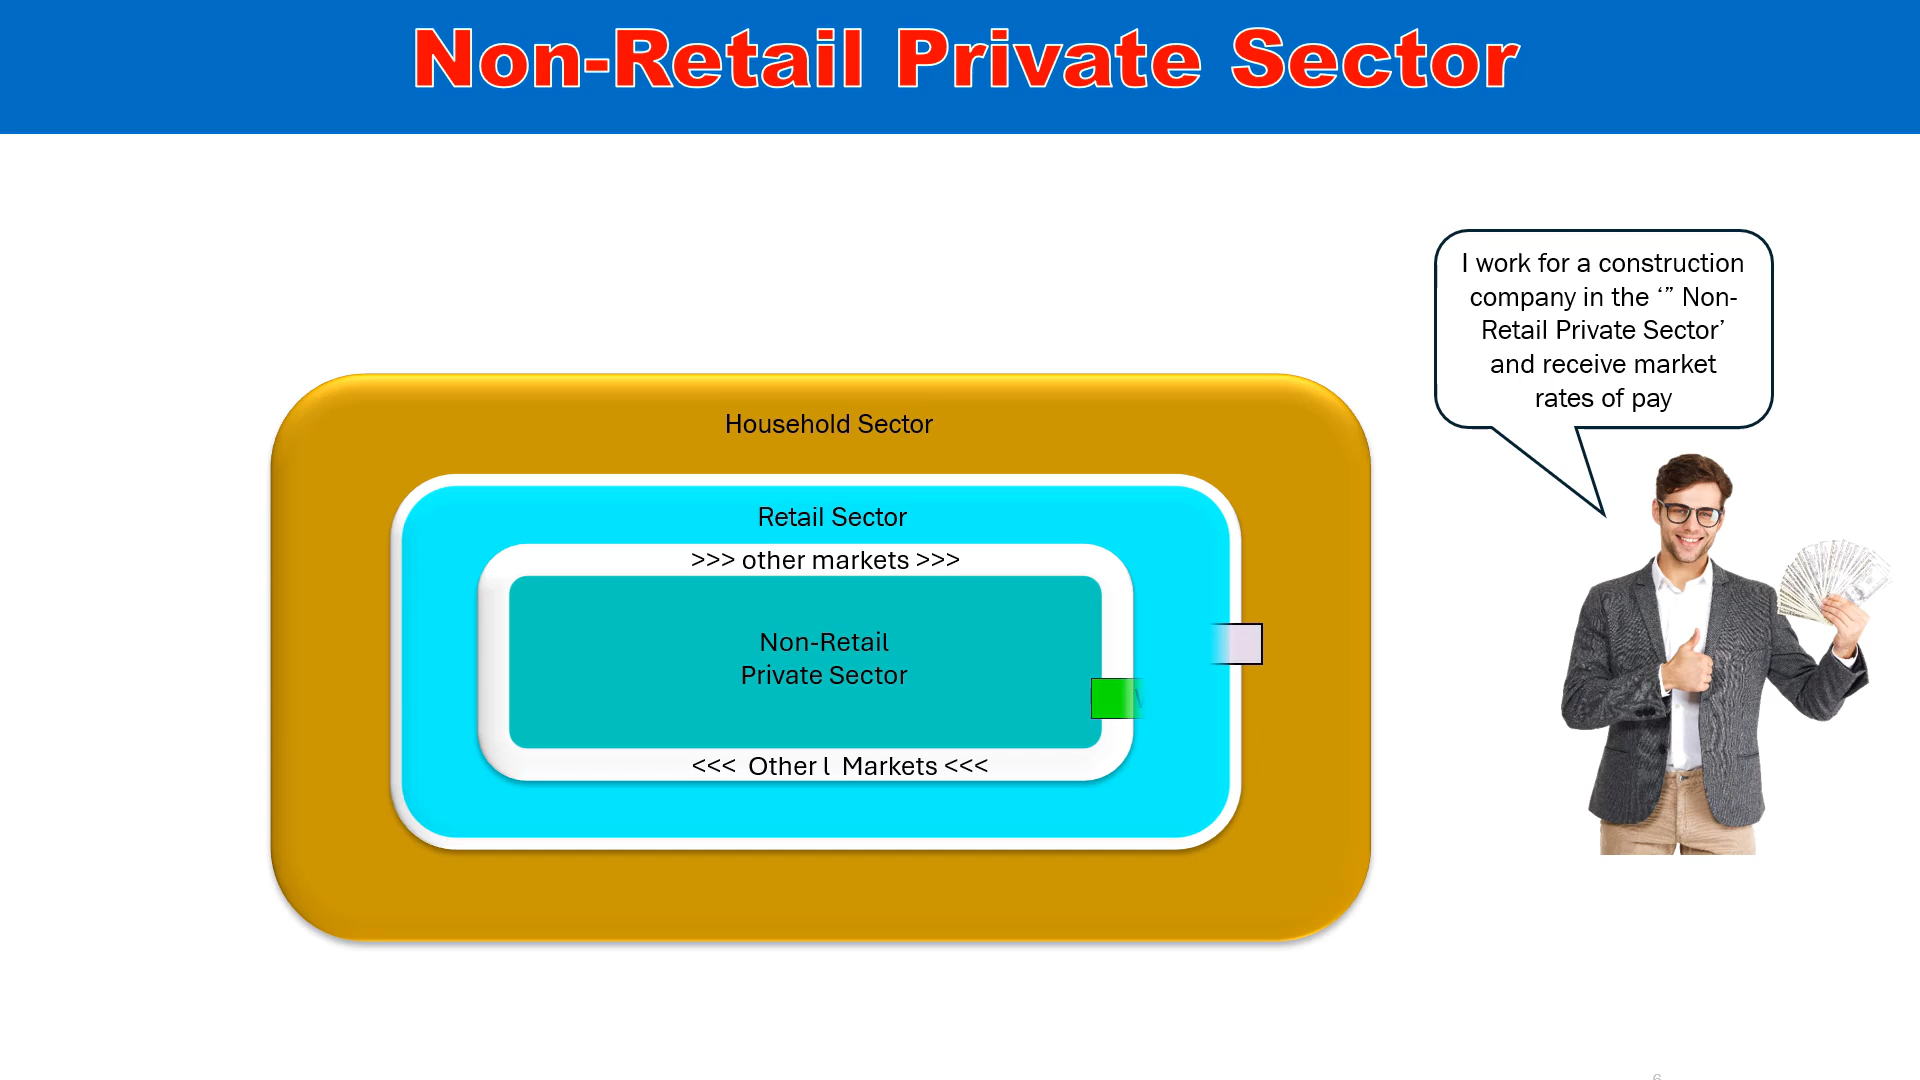 Non-Retail Private Sector
I work for a construction
company in the ‘” Non-
Retail Private Sector’
and receive market
rates of pay
Household Sector
Retail Sector
>>> other markets >>>
Non-Retail
Private Sector
<<< Other l Markets <<<